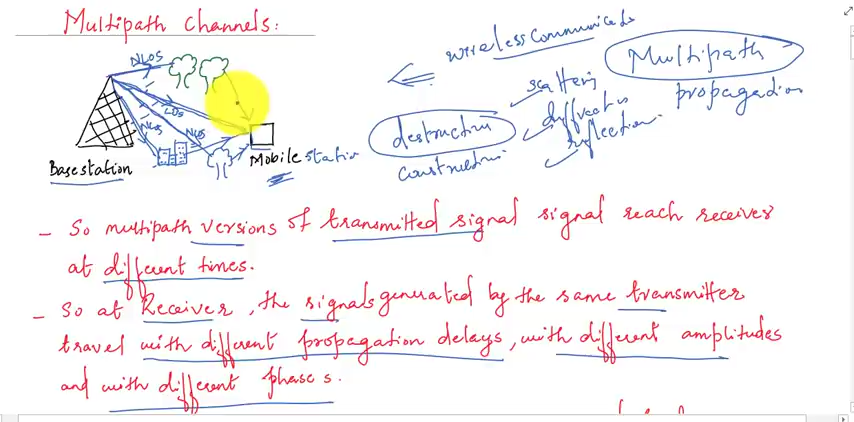 Multipath Channels:
NLOS
LOS
NLOS
NLOS
Base station
Mobile station
wireless communicati
Multipath
propagation
scattering
diffraction
reflection
destructive
constructive
- So multipath versions of transmitted signal signal reach receivers
at different times.
- So at Receiver, the signals generated by the same transmitter
travel with different propagation delays, with different amplitudes
and with different phases.